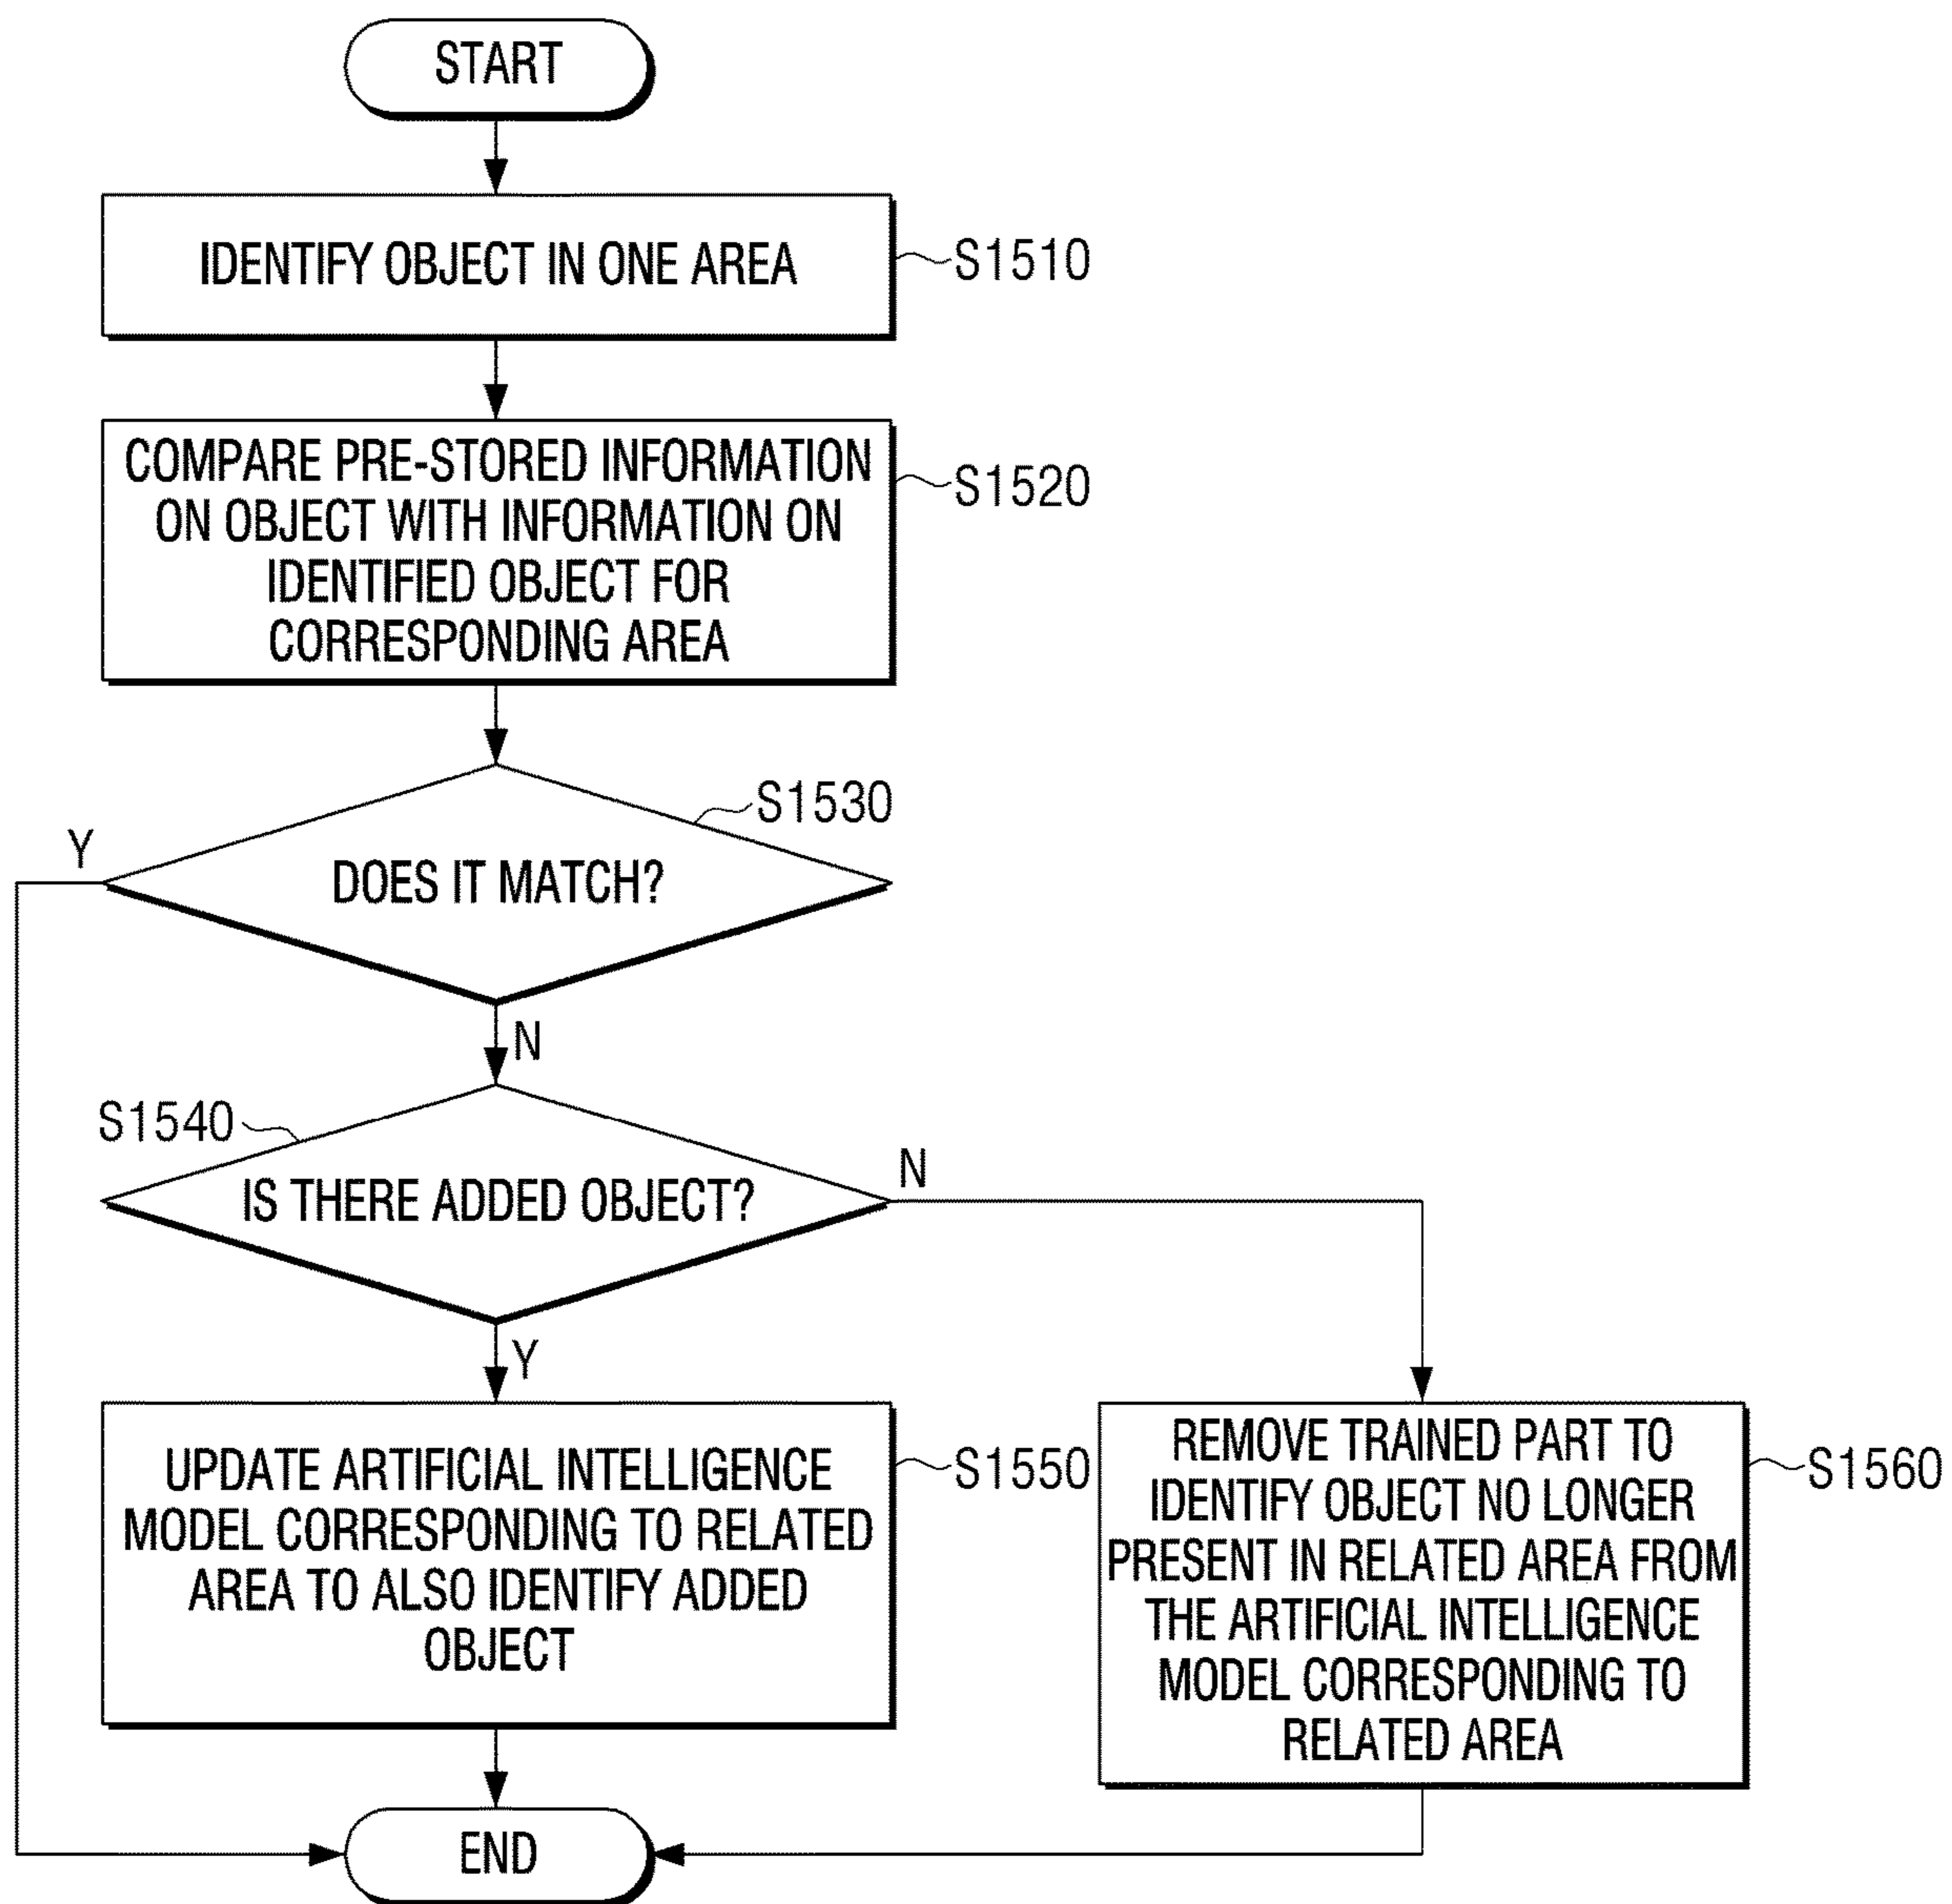 START
IDENTIFY OBJECT IN ONE AREA
S1510
COMPARE PRE-STORED INFORMATION
ON OBJECT WITH INFORMATION ON
IDENTIFIED OBJECT FOR
CORRESPONDING AREA
S1520
S1530
Y
DOES IT MATCH?
N
S1540
IS THERE ADDED OBJECT?
N
Y
UPDATE ARTIFICIAL INTELLIGENCE
MODEL CORRESPONDING TO RELATED
AREA TO ALSO IDENTIFY ADDED
OBJECT
S1550
REMOVE TRAINED PART TO
IDENTIFY OBJECT NO LONGER
PRESENT IN RELATED AREA FROM
THE ARTIFICIAL INTELLIGENCE
MODEL CORRESPONDING TO
RELATED AREA
S1560
END